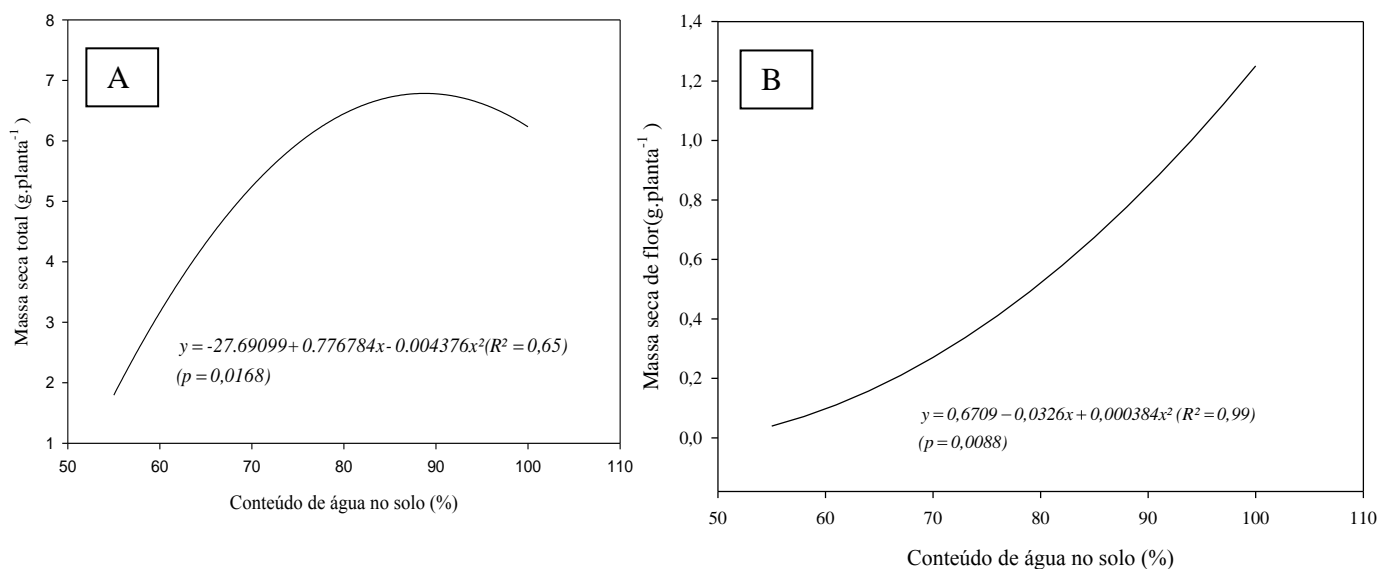 A
Massa seca total (g.planta⁻¹)
8
7
6
5
4
3
2
1
y = -27.69099+ 0.776784x- 0.004376x²(R² = 0,65)
(p = 0,0168)
50 60 70 80 90 100 110
Conteúdo de água no solo (%)
B
Massa seca de flor(g.planta⁻¹ )
1,4
1,2
1,0
0,8
0,6
0,4
0,2
0,0
y = 0,6709 – 0,0326x + 0,000384x² (R² = 0,99)
(p = 0,0088)
50 60 70 80 90 100 110
Conteúdo de água no solo (%)